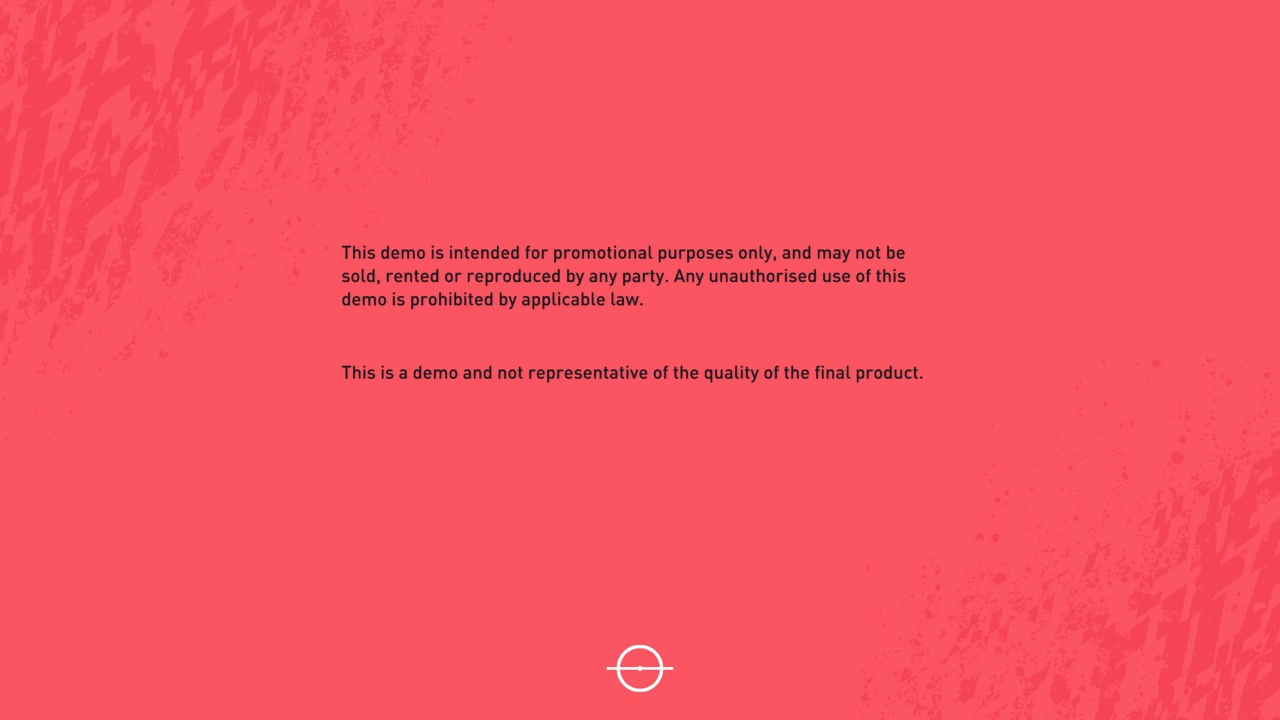 This demo is intended for promotional purposes only, and may not be
sold, rented or reproduced by any party. Any unauthorised use of this
demo is prohibited by applicable law.
This is a demo and not representative of the quality of the final product.